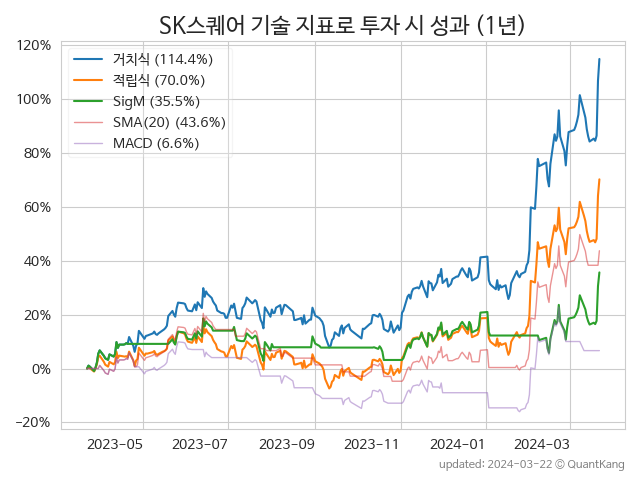 SK스퀘어 기술 지표로 투자 시 성과 (1년)
120%
100%
80%
60%
40%
20%
0%
−20%
거치식 (114.4%)
적립식 (70.0%)
SigM (35.5%)
SMA(20) (43.6%)
MACD (6.6%)
2023−05
2023−07
2023−09
2023−11
2024−01
2024−03
updated: 2024−03−22 © QuantKang